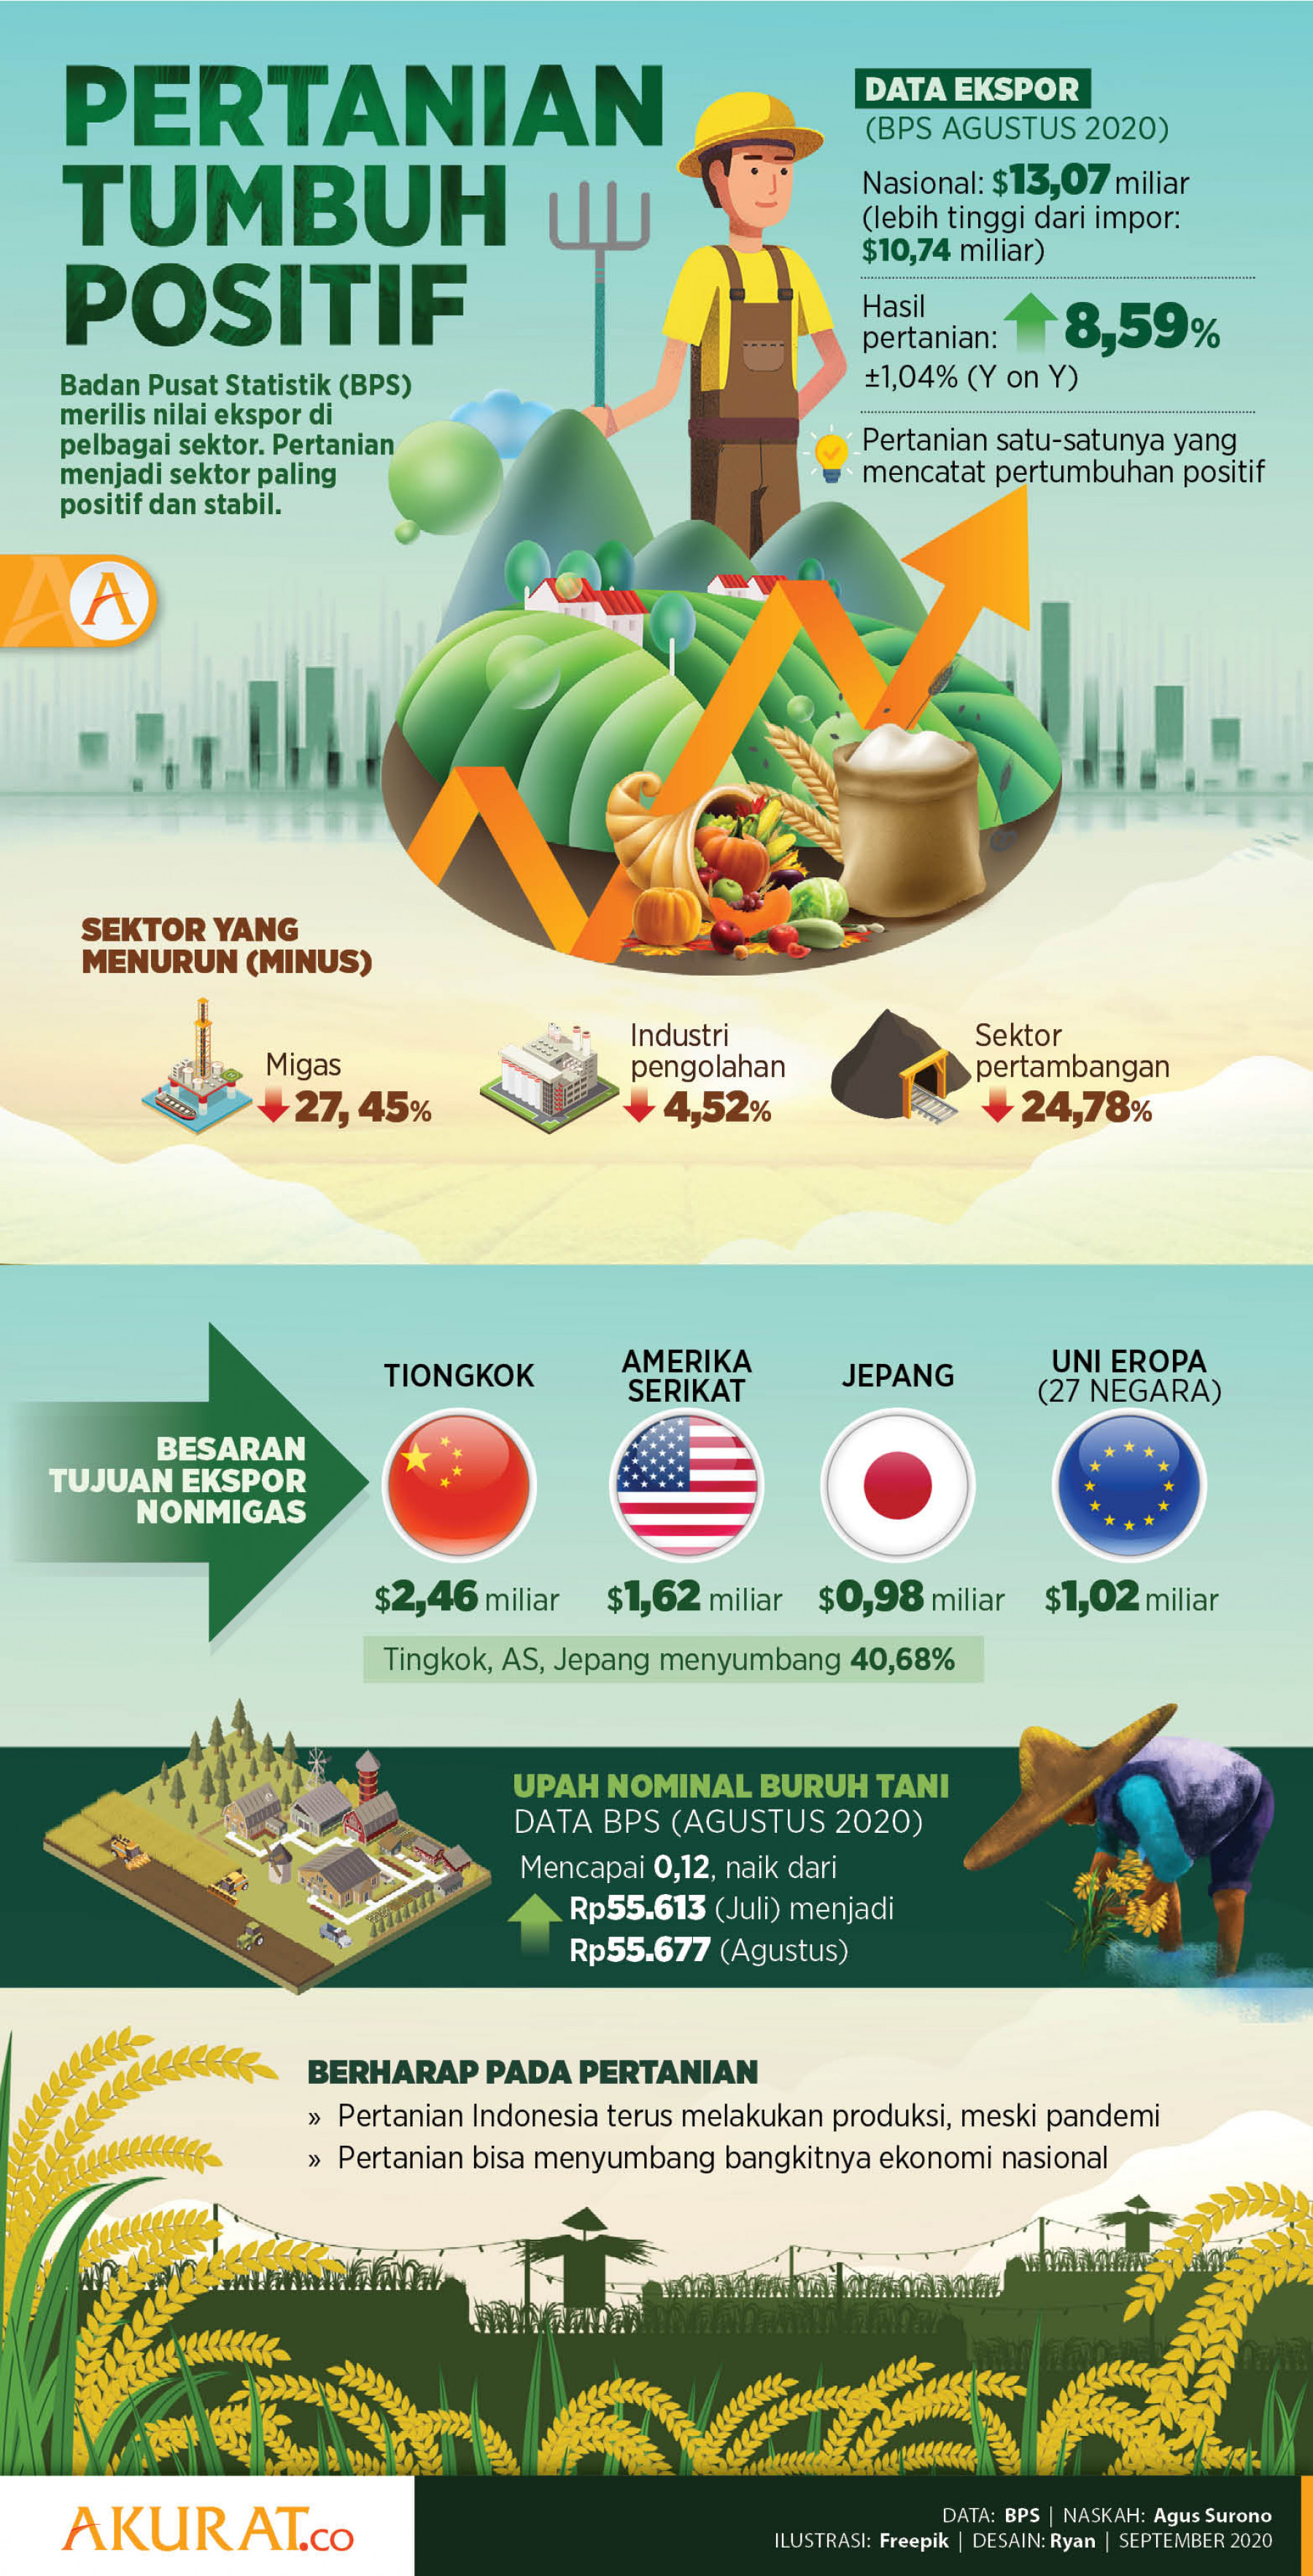 PERTANIAN
TUMBUH
POSITIF
Badan Pusat Statistik (BPS)
merilis nilai ekspor di
pelbagai sektor. Pertanian
menjadi sektor paling
positif dan stabil.
DATA EKSPOR
(BPS AGUSTUS 2020)
Nasional: $13,07 miliar
(lebih tinggi dari impor:
$10,74 miliar)
Hasil
pertanian: 8,59%
±1,04% (Y on Y)
Pertanian satu-satunya yang
mencatat pertumbuhan positif
A
SEKTOR YANG
MENURUN (MINUS)
Migas
27, 45%
Industri
pengolahan
4,52%
Sektor
pertambangan
24,78%
BESARAN
TUJUAN EKSPOR
NONMIGAS
TIONGKOK
$2,46 miliar
AMERIKA
SERIKAT
$1,62 miliar
JEPANG
$0,98 miliar
UNI EROPA
(27 NEGARA)
$1,02 miliar
Tingkok, AS, Jepang menyumbang 40,68%
UPAH NOMINAL BURUH TANI
DATA BPS (AGUSTUS 2020)
Mencapai 0,12, naik dari
Rp55.613 (Juli) menjadi
Rp55.677 (Agustus)
BERHARAP PADA PERTANIAN
» Pertanian Indonesia terus melakukan produksi, meski pandemi
» Pertanian bisa menyumbang bangkitnya ekonomi nasional
AKURAT.co
DATA: BPS | NASKAH: Agus Surono
ILUSTRASI: Freepik | DESAIN: Ryan | SEPTEMBER 2020